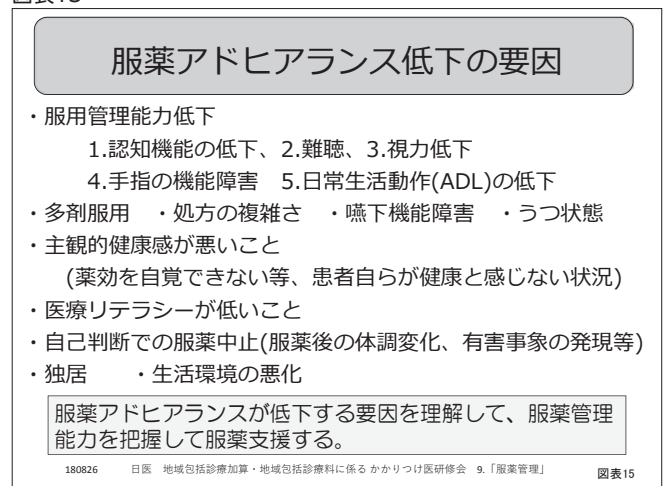 服薬アドヒアランス低下の要因
・服用管理能力低下
1.認知機能の低下、2.難聴、3.視力低下
4.手指の機能障害 5.日常生活動作(ADL)の低下
・多剤服用 ・処方の複雑さ ・嚥下機能障害 ・うつ状態
・主観的健康感が悪いこと
(薬効を自覚できない等、患者自らが健康と感じない状況)
・医療リテラシーが低いこと
・自己判断での服薬中止(服薬後の体調変化、有害事象の発現等)
・独居 ・生活環境の悪化
服薬アドヒアランスが低下する要因を理解して、服薬管理
能力を把握して服薬支援する。
180826 日医 地域包括診療加算・地域包括診療料に係る かかりつけ医研修会 9.「服薬管理」 図表15